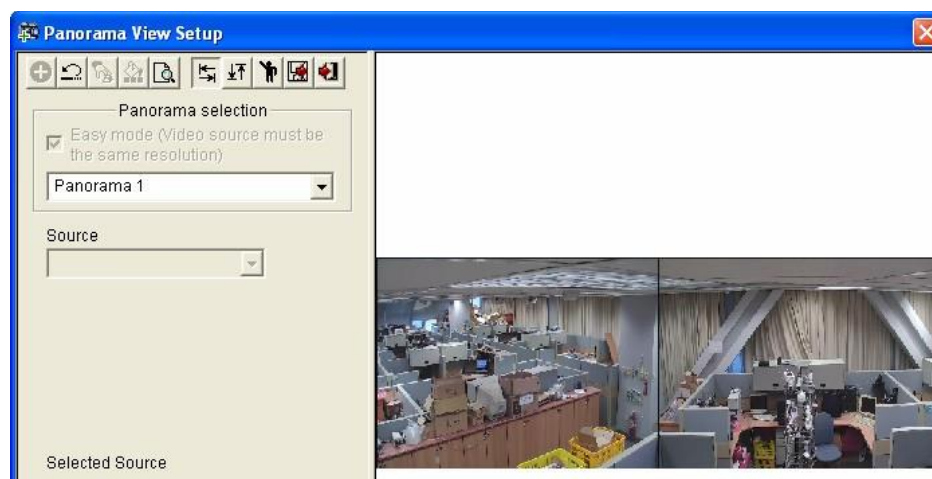 Panorama View Setup
Panorama selection
Easy mode (Video source must be
the same resolution)
Panorama 1
Source
Selected Source